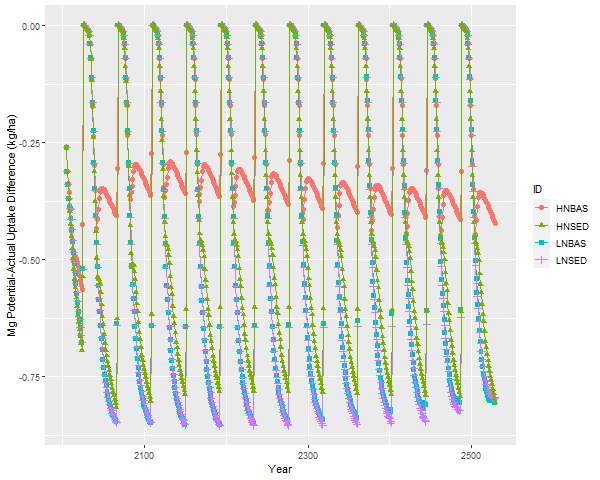 Mg Potential-Actual Uptake Difference (kg/ha)
0.00
-0.25
-0.50
-0.75
2100
2300
2500
Year
ID
HNBAS
HNSED
LNBAS
LNSED